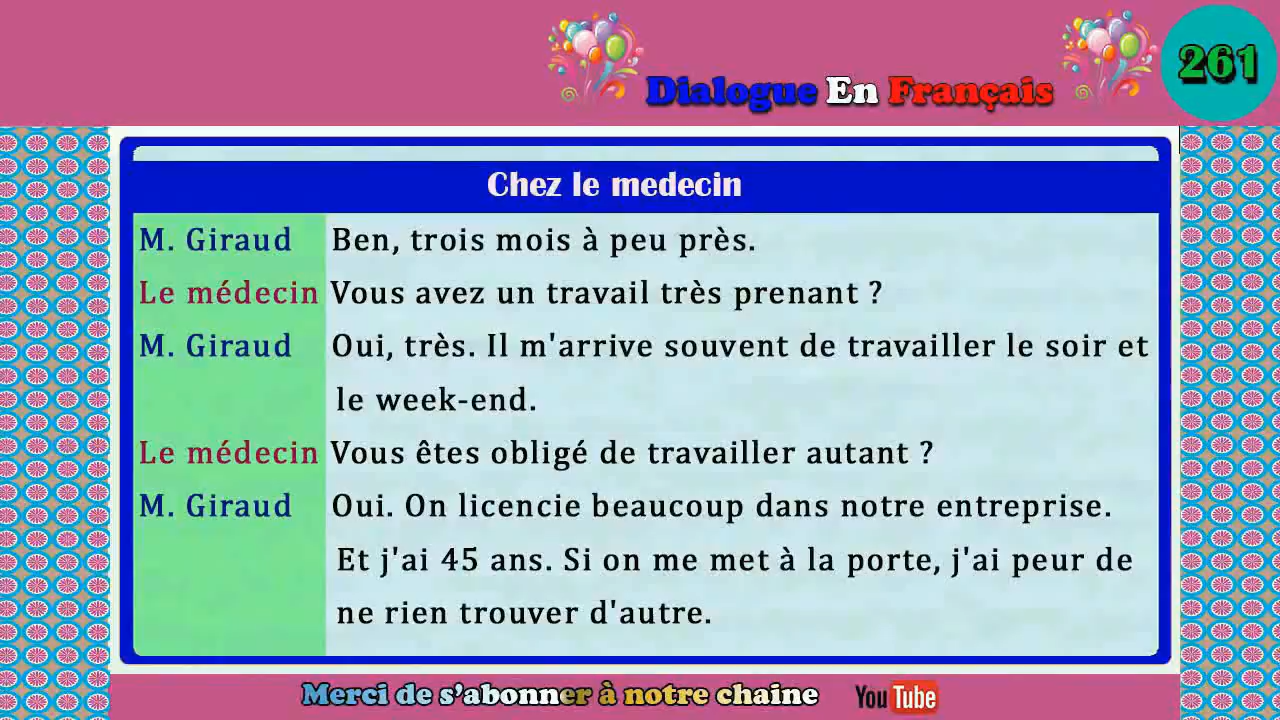 Dialogue En Français
261
Chez le medecin
M. Giraud Ben, trois mois à peu près.
Le médecin Vous avez un travail très prenant ?
M. Giraud Oui, très. Il m'arrive souvent de travailler le soir et
le week-end.
Le médecin Vous êtes obligé de travailler autant ?
M. Giraud Oui. On licencie beaucoup dans notre entreprise.
Et j'ai 45 ans. Si on me met à la porte, j'ai peur de
ne rien trouver d'autre.
Merci de s’abonner à notre chaine YouTube